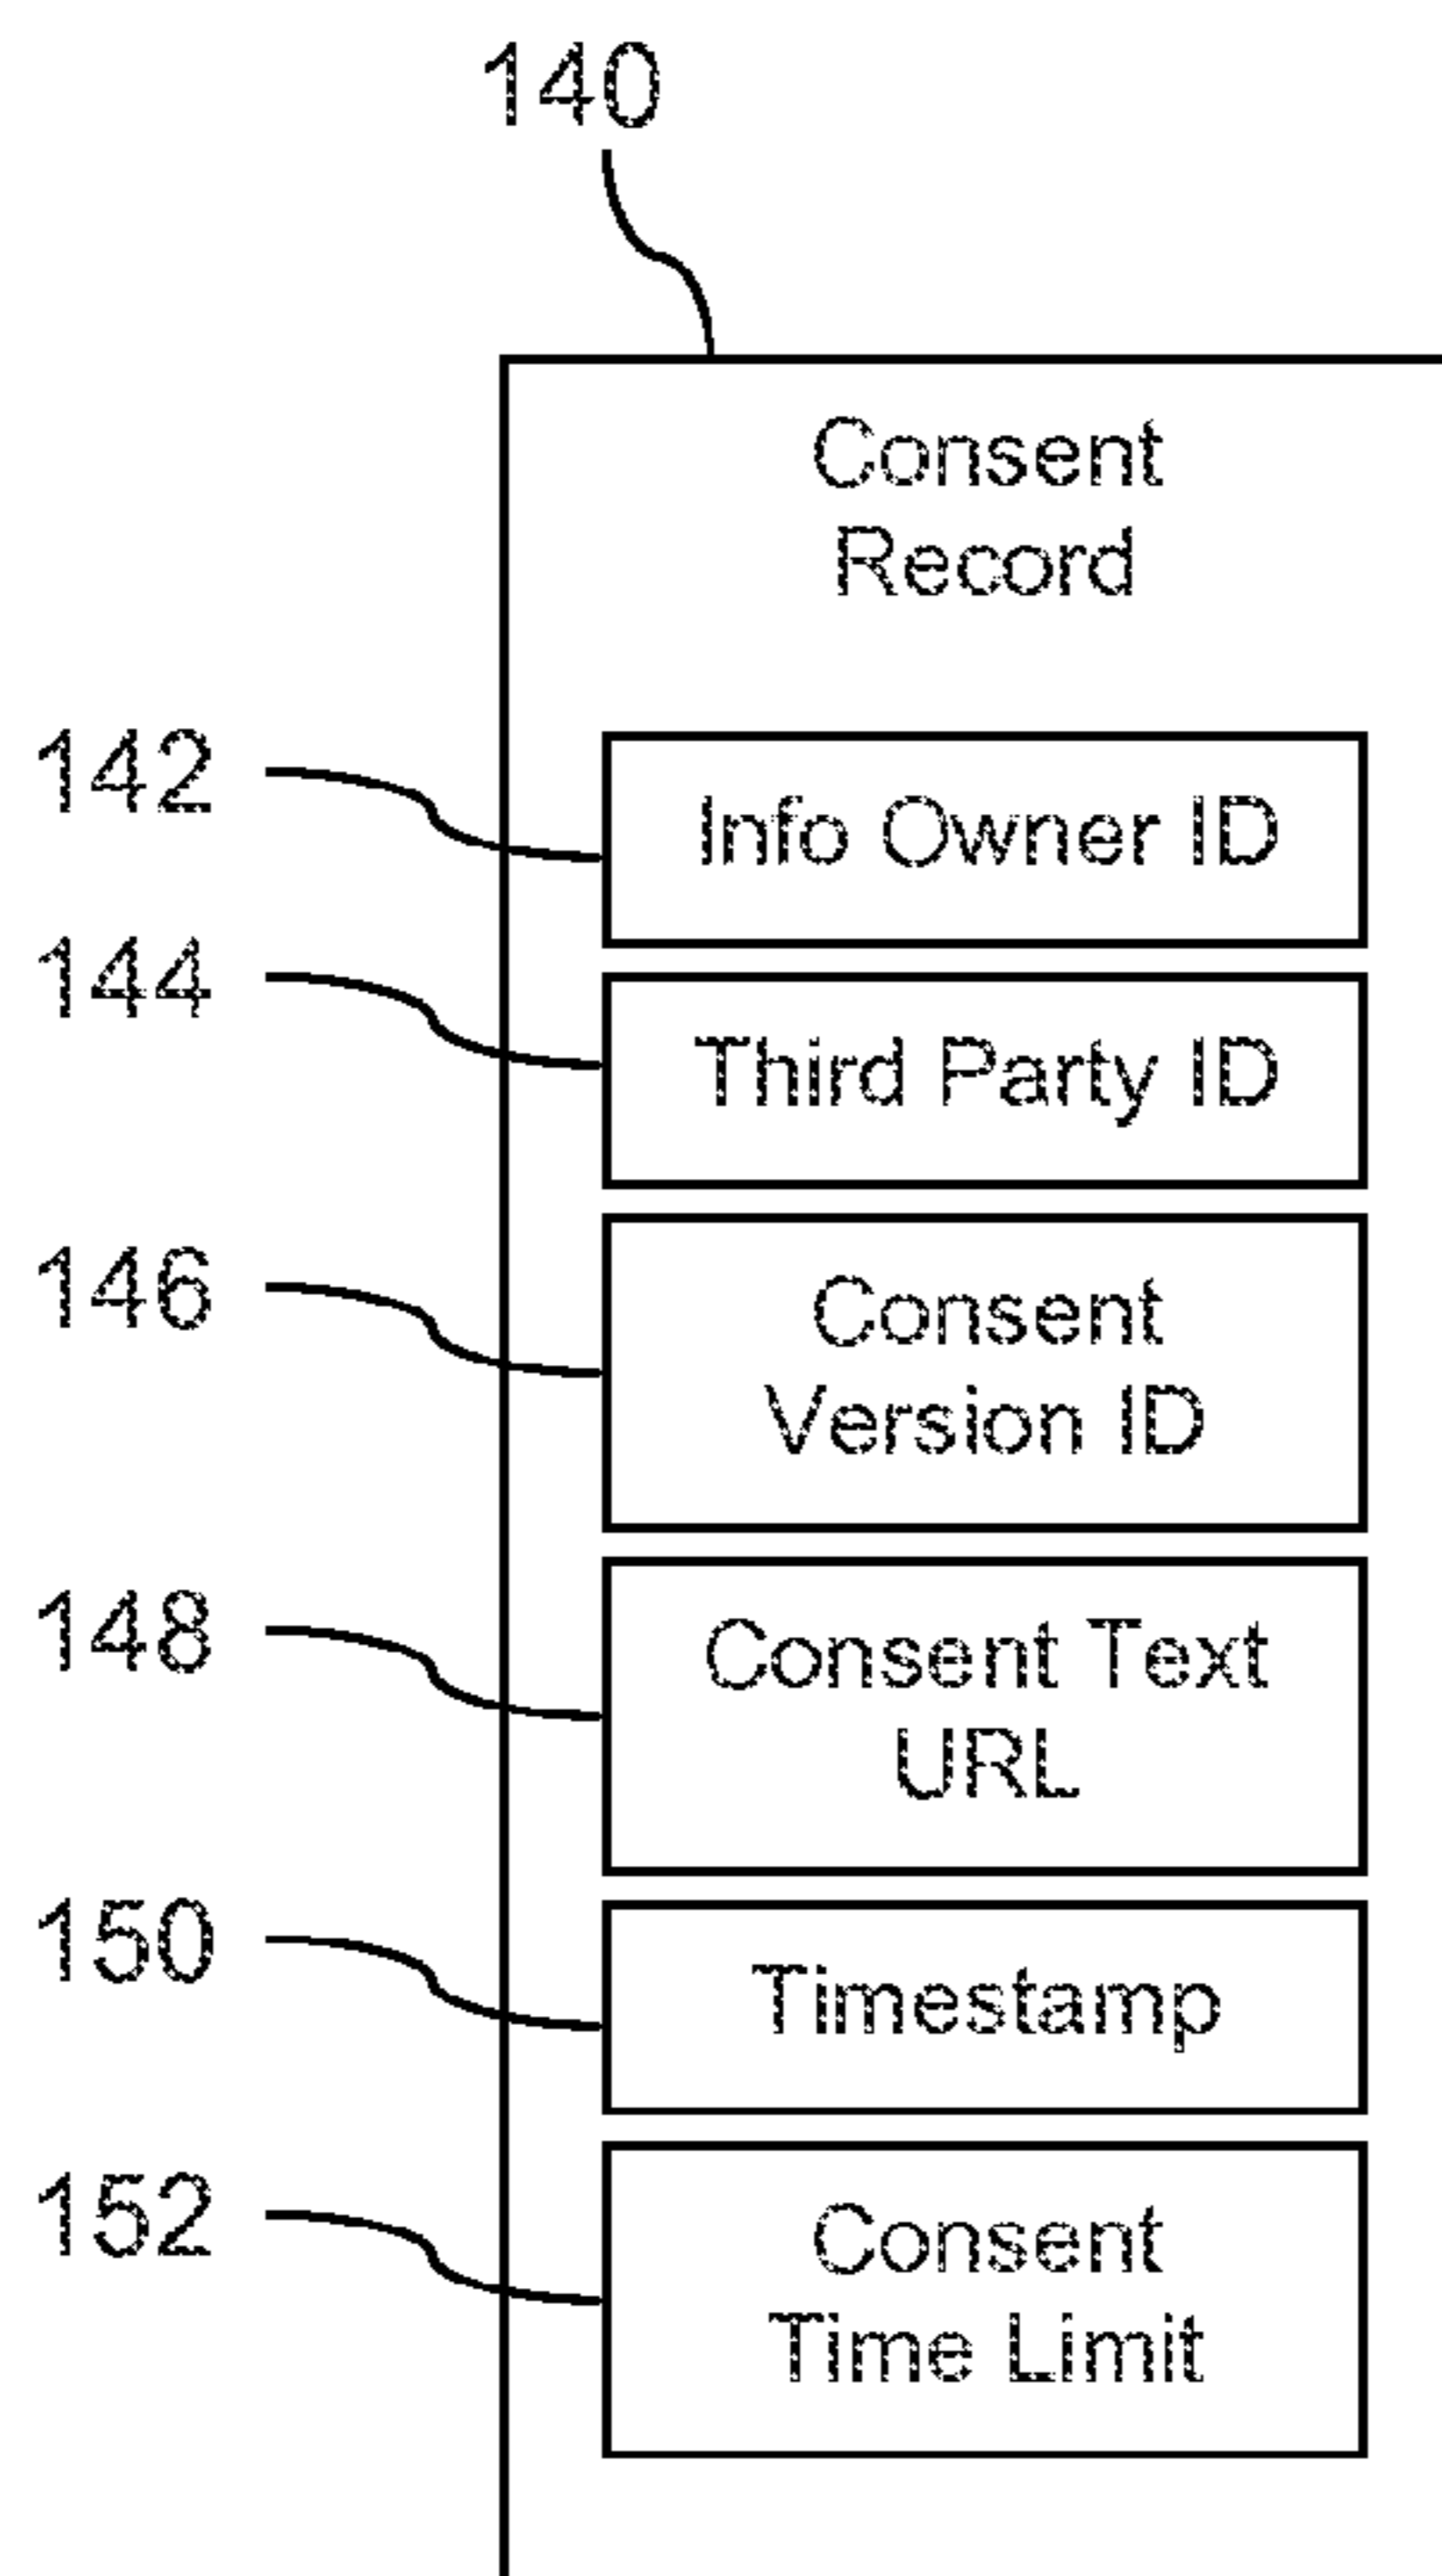 140
Consent
Record
142
Info Owner ID
144
Third Party ID
146
Consent
Version ID
148
Consent Text
URL
150
Timestamp
152
Consent
Time Limit